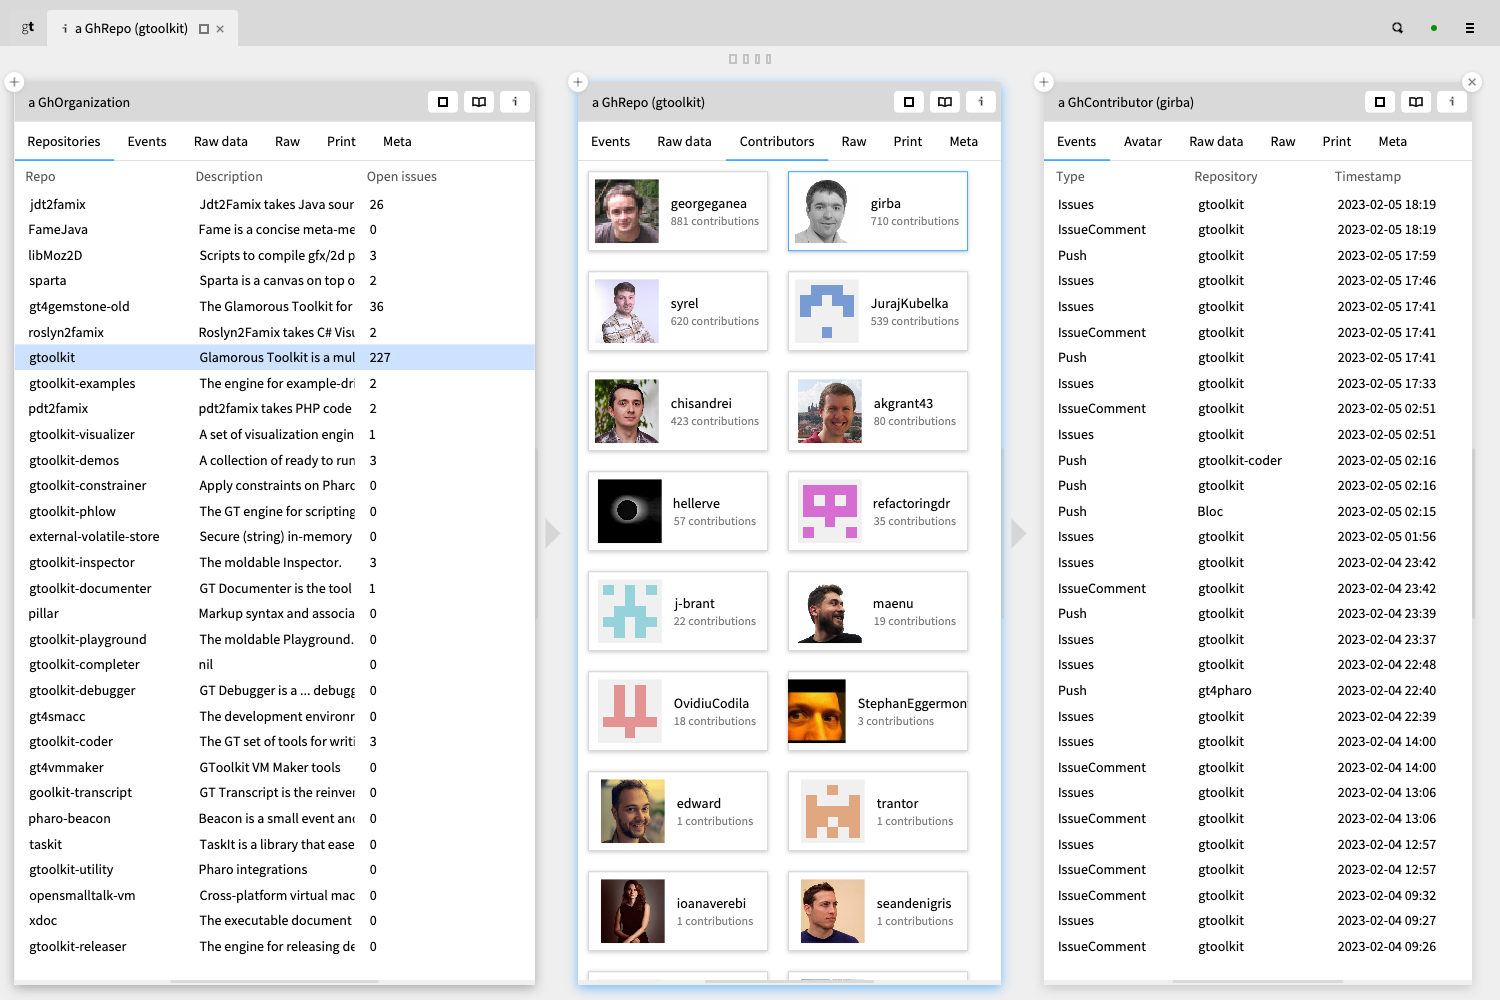 gt
i a GhRepo (gtoolkit)
a GhOrganization
Repositories Events Raw data Raw Print Meta
Repo Description Open issues
jdt2famix Jdt2Famix takes Java sour 26
FameJava Fame is a concise meta-me 0
libMoz2D Scripts to compile gfx/2d p 3
sparta Sparta is a canvas on top o 2
gt4gemstone-old The Glamorous Toolkit for 36
roslyn2famix Roslyn2Famix takes C# Visu 2
gtoolkit Glamorous Toolkit is a mul 227
gtoolkit-examples The engine for example-dri 2
pdt2famix pdt2famix takes PHP code 2
gtoolkit-visualizer A set of visualization engin 1
gtoolkit-demos A collection of ready to run 3
gtoolkit-constrainer Apply constraints on Pharo 0
gtoolkit-phlow The GT engine for scripting 0
external-volatile-store Secure (string) in-memory 0
gtoolkit-inspector The moldable Inspector. 3
gtoolkit-documenter GT Documenter is the tool 1
pillar Markup syntax and associa 0
gtoolkit-playground The moldable Playground. 0
gtoolkit-completer nil 0
gtoolkit-debugger GT Debugger is a ... debugg 0
gt4smacc The development environr 0
gtoolkit-coder The GT set of tools for writi 3
gt4vmmaker GToolkit VM Maker tools 0
goolkit-transcript GT Transcript is the reinver 0
pharo-beacon Beacon is a small event and 0
taskit TaskIt is a library that ease 0
gtoolkit-utility Pharo integrations 0
opensmalltalk-vm Cross-platform virtual mac 0
xdoc The executable document 0
gtoolkit-releaser The engine for releasing de 0
a GhRepo (gtoolkit)
Events Raw data Contributors Raw Print Meta
georgeganea
881 contributions
girba
710 contributions
syrel
620 contributions
JurajKubelka
539 contributions
chisandrei
423 contributions
akgrant43
80 contributions
hellerve
57 contributions
refactoringdr
35 contributions
j-brant
22 contributions
maenu
19 contributions
OvidiuCodila
18 contributions
StephanEggermon
3 contributions
edward
1 contributions
trantor
1 contributions
ioanaverebi
1 contributions
seandenigris
1 contributions
a GhContributor (girba)
Events Avatar Raw data Raw Print Meta
Type Repository Timestamp
Issues gtoolkit 2023-02-05 18:19
IssueComment gtoolkit 2023-02-05 18:19
Push gtoolkit 2023-02-05 17:59
Issues gtoolkit 2023-02-05 17:46
Issues gtoolkit 2023-02-05 17:41
IssueComment gtoolkit 2023-02-05 17:41
Push gtoolkit 2023-02-05 17:41
Issues gtoolkit 2023-02-05 17:33
IssueComment gtoolkit 2023-02-05 02:51
Issues gtoolkit 2023-02-05 02:51
Push gtoolkit-coder 2023-02-05 02:16
Push gtoolkit 2023-02-05 02:16
Push Bloc 2023-02-05 02:15
Issues gtoolkit 2023-02-05 01:56
Issues gtoolkit 2023-02-04 23:42
IssueComment gtoolkit 2023-02-04 23:42
Push gtoolkit 2023-02-04 23:39
Issues gtoolkit 2023-02-04 23:37
Issues gtoolkit 2023-02-04 22:48
Push gt4pharo 2023-02-04 22:40
Issues gtoolkit 2023-02-04 22:39
Issues gtoolkit 2023-02-04 14:00
IssueComment gtoolkit 2023-02-04 14:00
Issues gtoolkit 2023-02-04 13:06
IssueComment gtoolkit 2023-02-04 13:06
Issues gtoolkit 2023-02-04 12:57
IssueComment gtoolkit 2023-02-04 12:57
IssueComment gtoolkit 2023-02-04 09:32
Issues gtoolkit 2023-02-04 09:27
IssueComment gtoolkit 2023-02-04 09:26